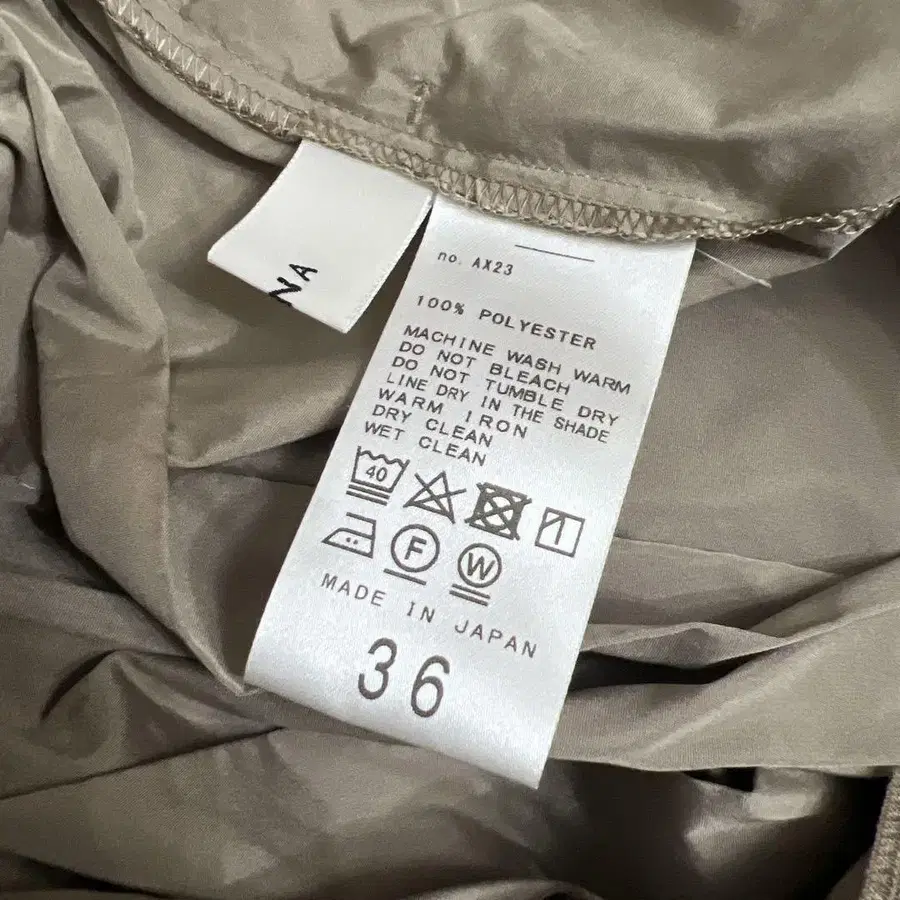 NA
no. AX23
100% POLYESTER
MACHINE WASH WARM
DO NOT BLEACH
DO NOT TUMBLE DRY
LINE DRY IN THE SHADE
WARM IRON
DRY CLEAN
WET CLEAN
40
F
W
MADE IN JAPAN
36